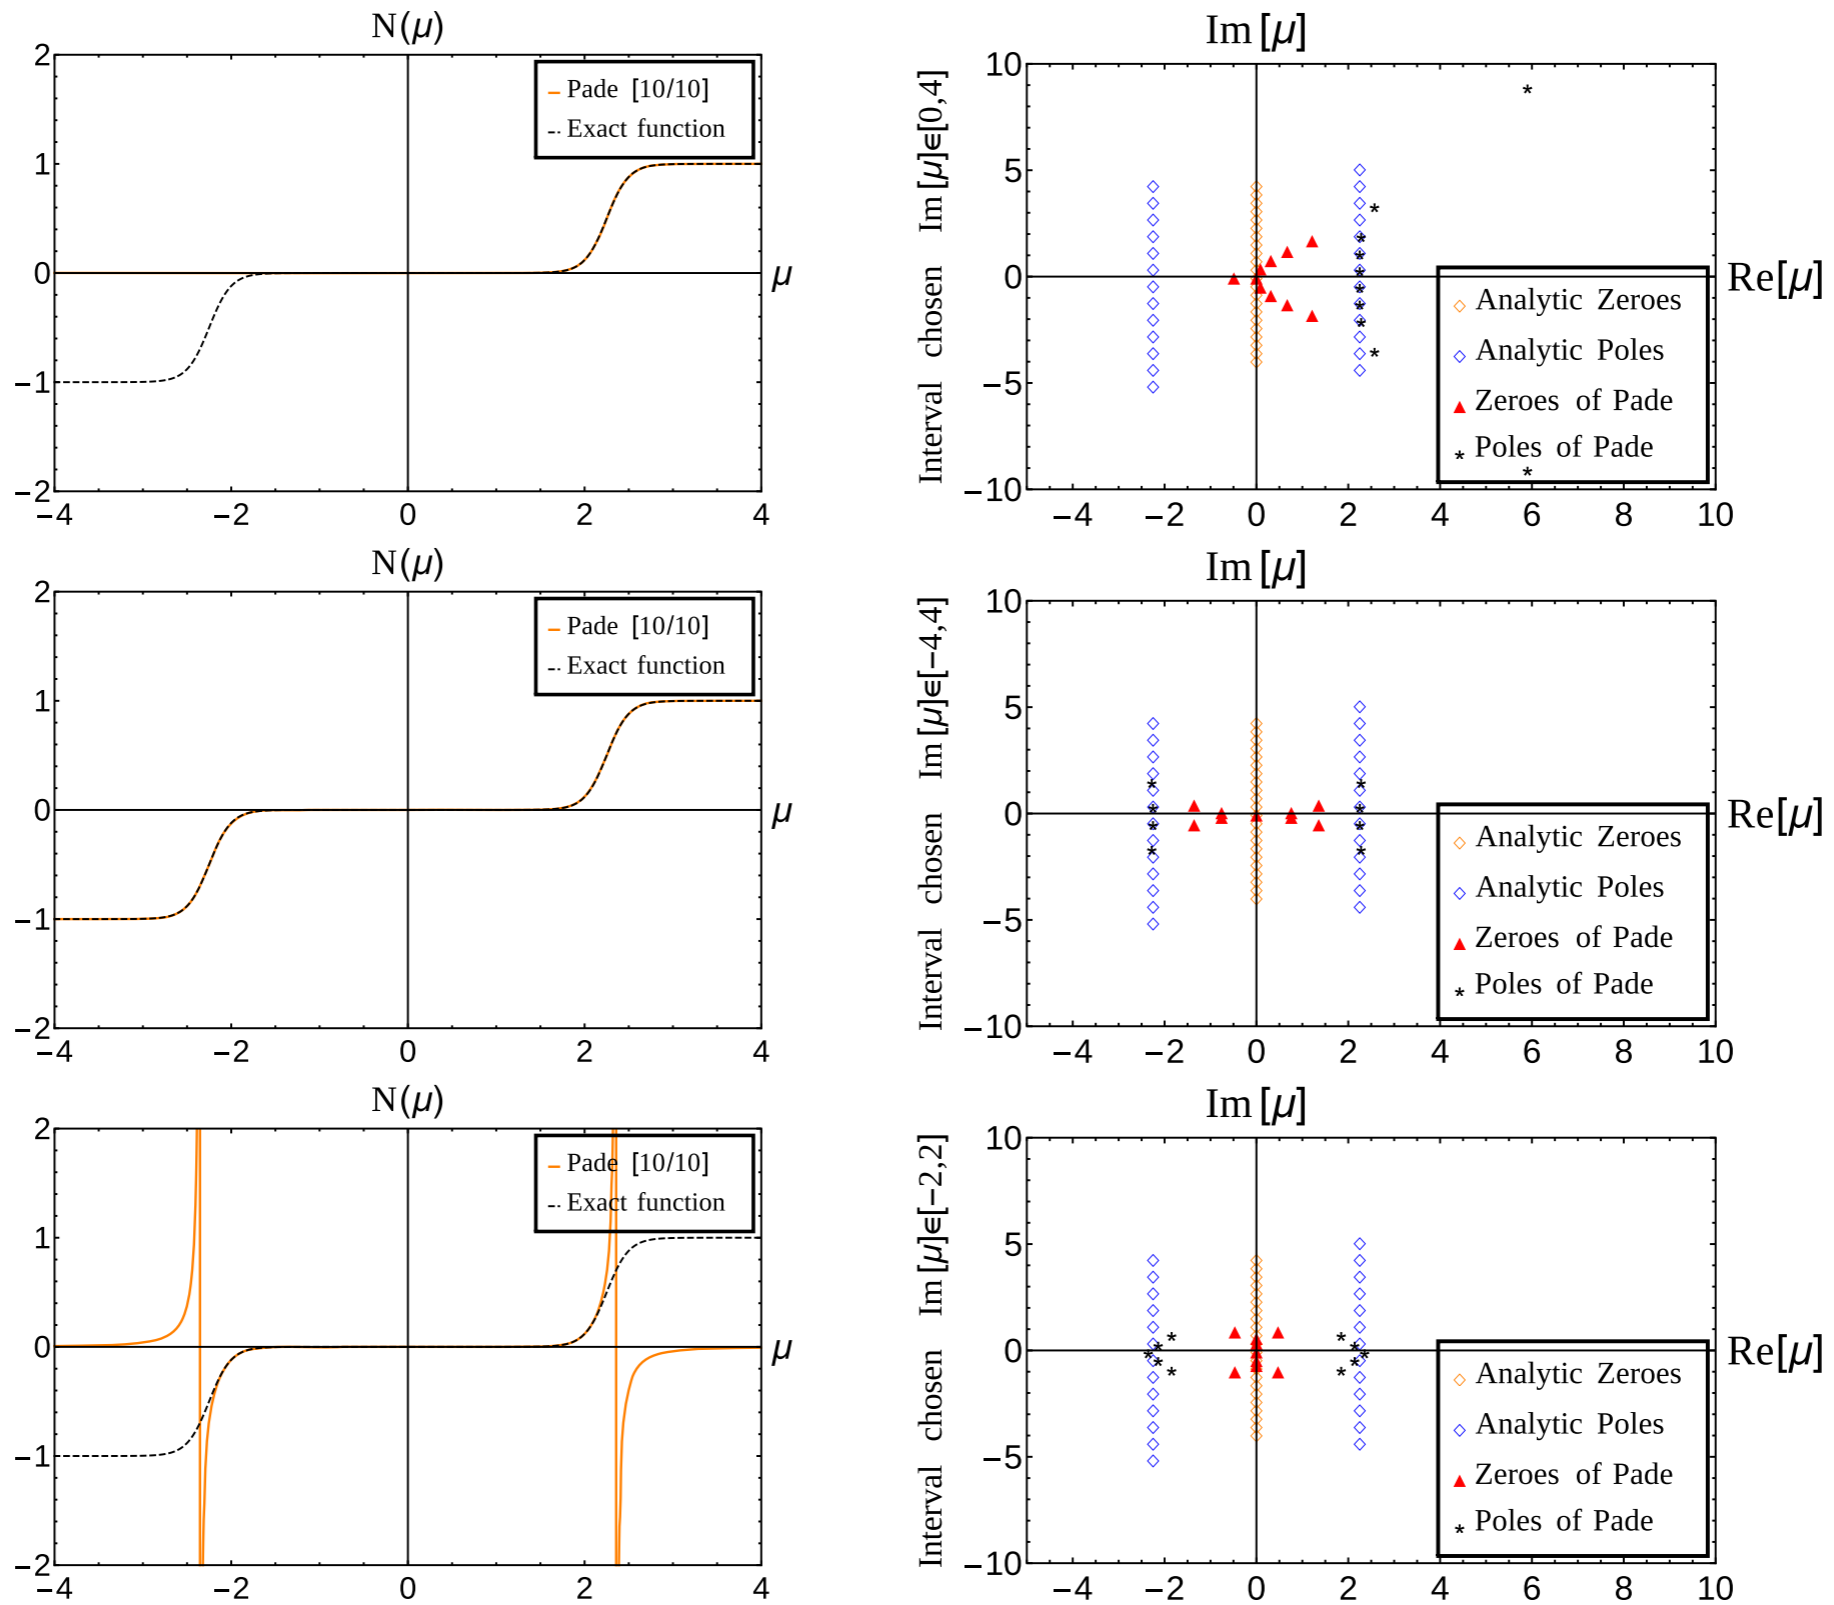 N(μ)
2
1
0
−1
−2
−4
−2
0
2
4
μ
Pade [10/10]
Exact function
Im[μ]
Interval chosen Im[μ]ϵ[0,4]
10
5
0
−5
−10
−4
−2
0
2
4
6
8
10
Re[μ]
Analytic Zeroes
Analytic Poles
Zeroes of Pade
Poles of Pade
N(μ)
2
1
0
−1
−2
−4
−2
0
2
4
μ
Pade [10/10]
Exact function
Im[μ]
Interval chosen Im[μ]ϵ[−4,4]
10
5
0
−5
−10
−4
−2
0
2
4
6
8
10
Re[μ]
Analytic Zeroes
Analytic Poles
Zeroes of Pade
Poles of Pade
N(μ)
2
1
0
−1
−2
−4
−2
0
2
4
μ
Pade [10/10]
Exact function
Im[μ]
Interval chosen Im[μ]ϵ[−2,2]
10
5
0
−5
−10
−4
−2
0
2
4
6
8
10
Re[μ]
Analytic Zeroes
Analytic Poles
Zeroes of Pade
Poles of Pade